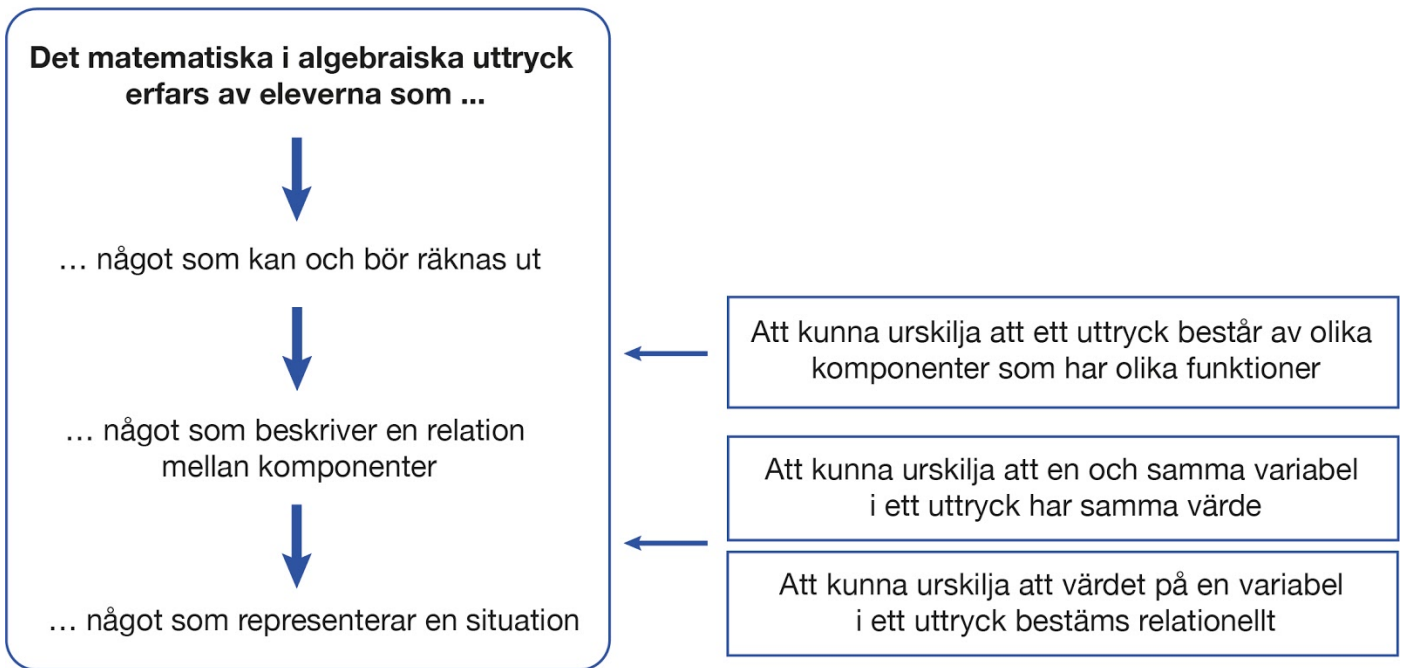 Det matematiska i algebraiska uttryck
erfars av eleverna som ...
... något som kan och bör räknas ut
... något som beskriver en relation
mellan komponenter
... något som representerar en situation
Att kunna urskilja att ett uttryck består av olika
komponenter som har olika funktioner
Att kunna urskilja att en och samma variabel
i ett uttryck har samma värde
Att kunna urskilja att värdet på en variabel
i ett uttryck bestäms relationellt